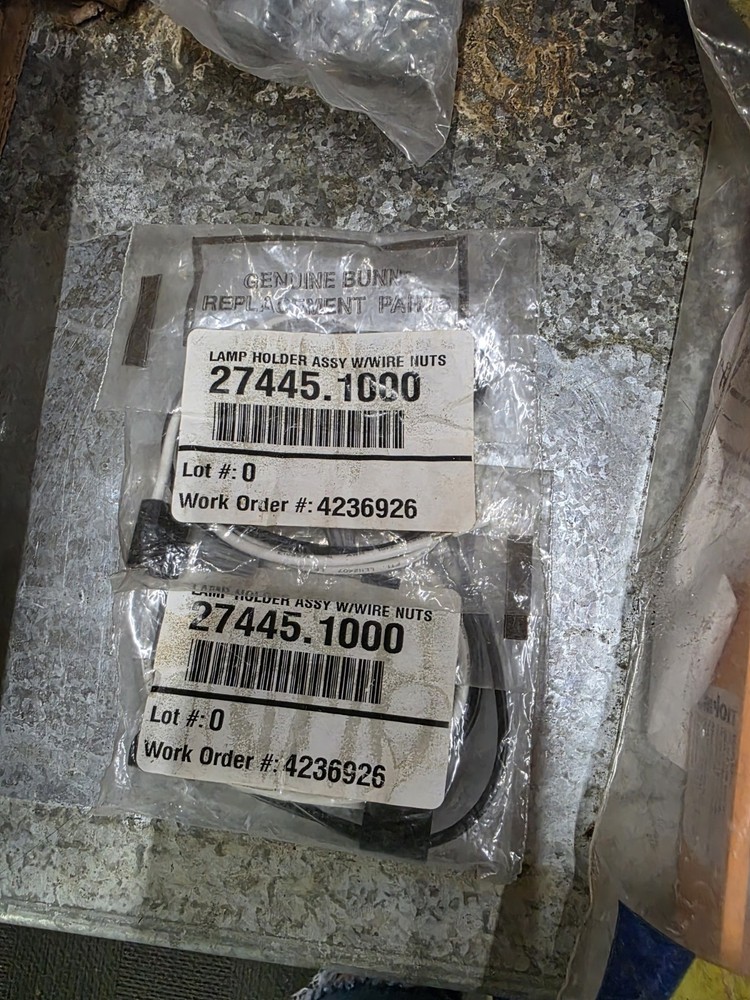 GENUINE BUNN
REPLACEMENT PARTS
LAMP HOLDER ASSY W/WIRE NUTS
27445.1000
Lot #: 0
Work Order #: 4236926
LAMP HOLDER ASSY W/WIRE NUTS
27445.1000
Lot #: 0
Work Order #: 4236926